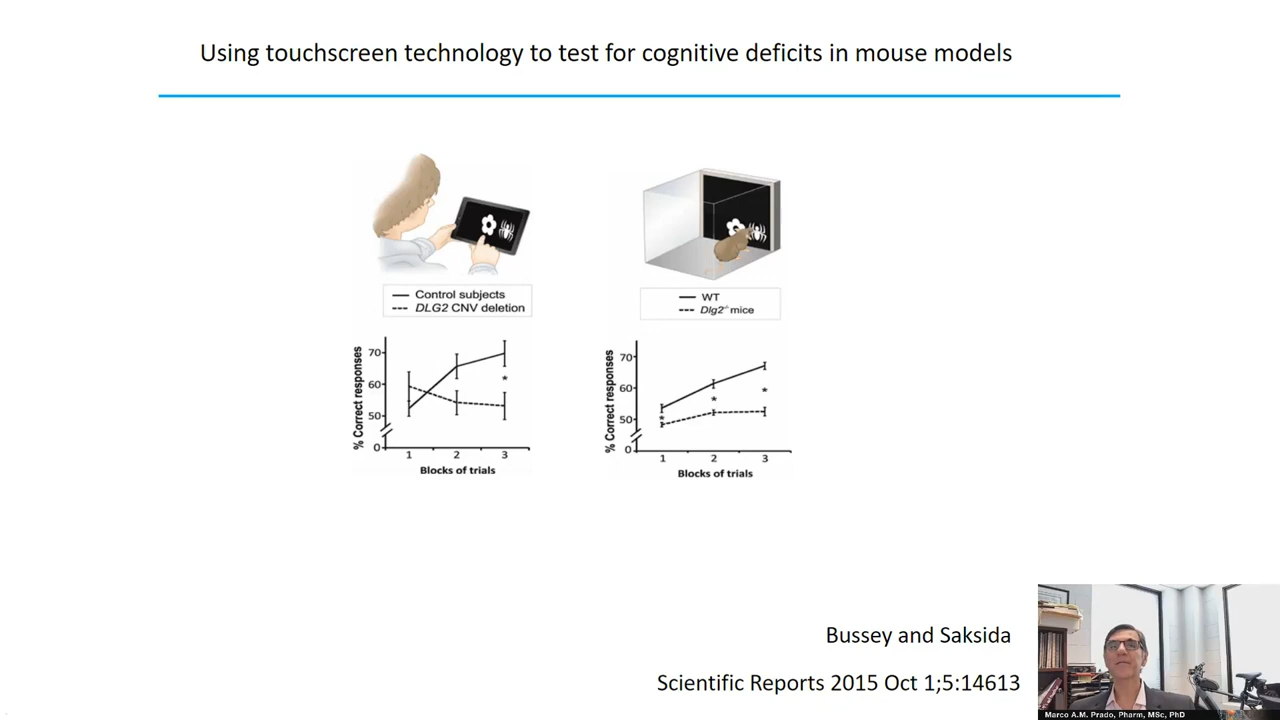 Using touchscreen technology to test for cognitive deficits in mouse models
Control subjects
DLG2 CNV deletion
% Correct responses
70
60
50
0
1 2 3
Blocks of trials
*
WT
Dlg2-/- mice
% Correct responses
70
60
50
0
1 2 3
Blocks of trials
* * *
Bussey and Saksida
Scientific Reports 2015 Oct 1;5:14613
Marco A.M. Prado, Pharm, MSc, PhD